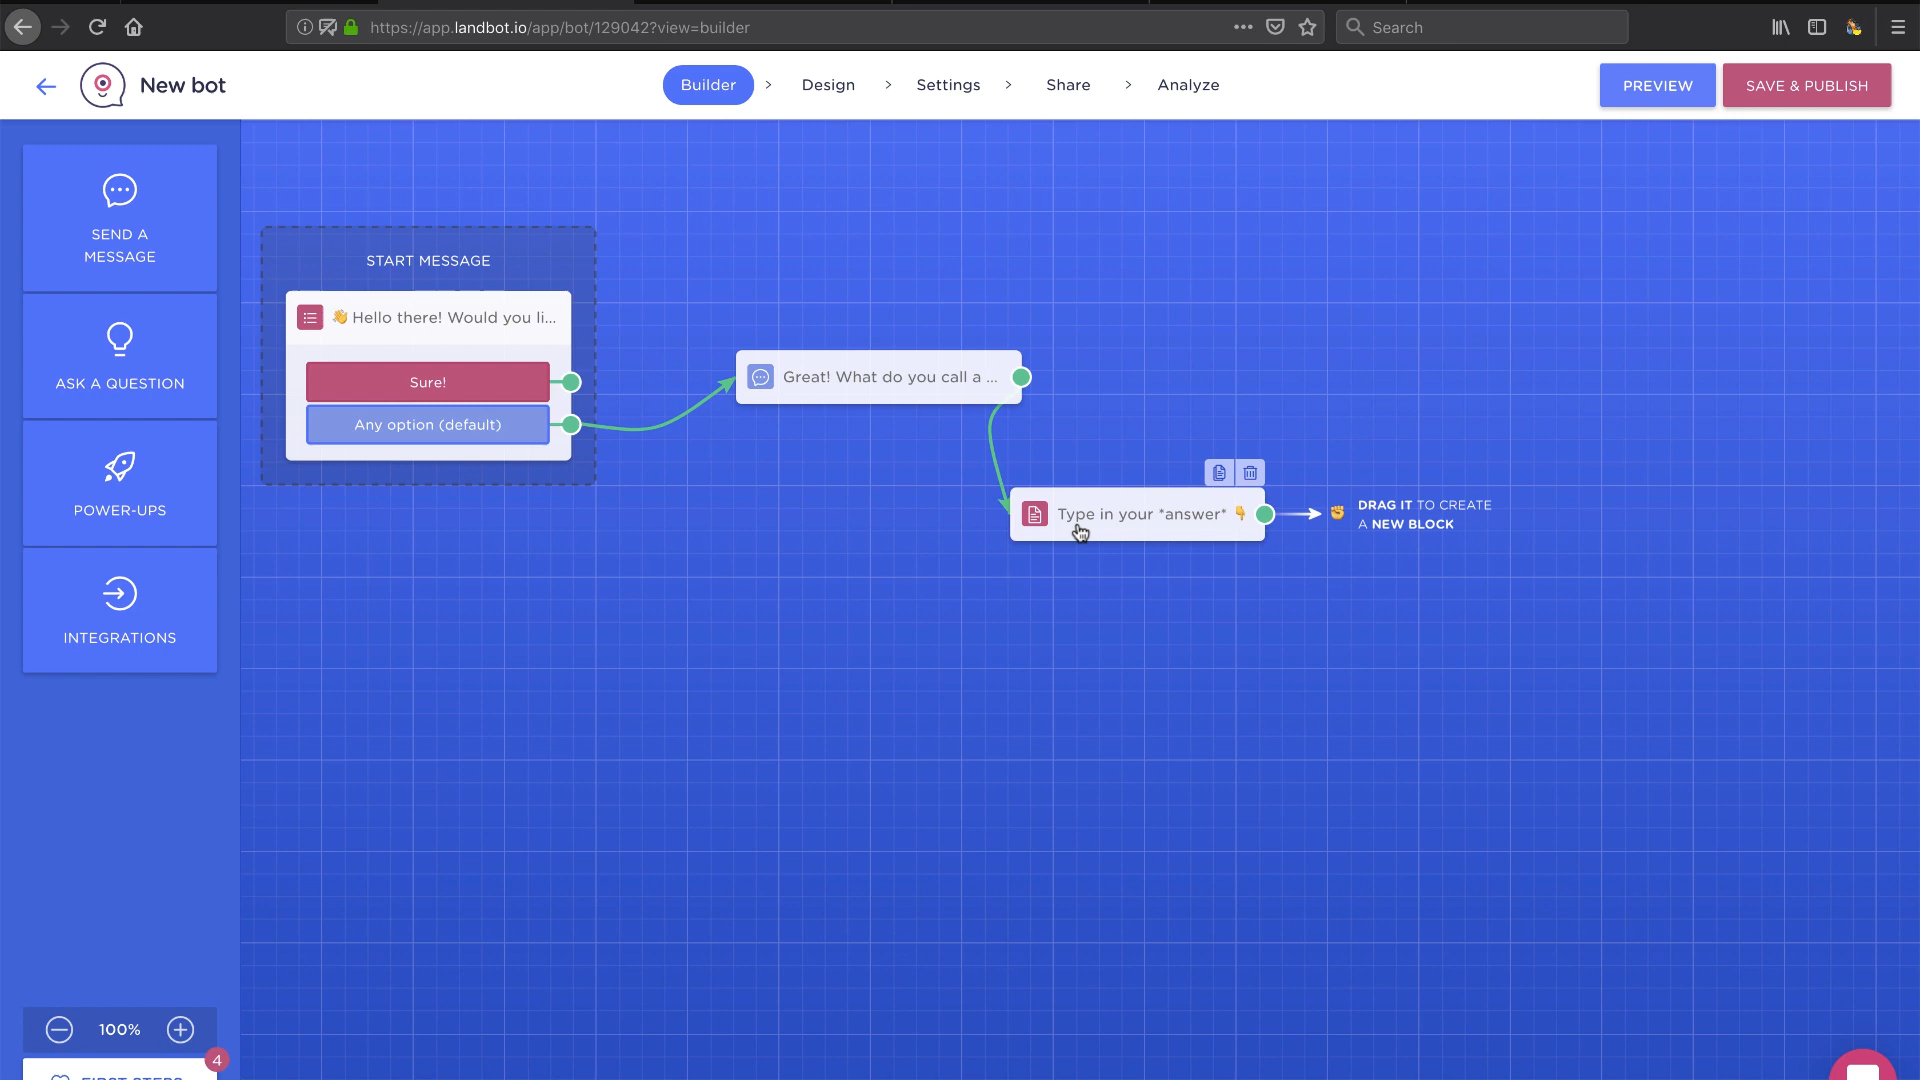 https://app.landbot.io/app/bot/129042?view=builder
Search
New bot
Builder > Design > Settings > Share > Analyze
PREVIEW
SAVE & PUBLISH
SEND A
MESSAGE
ASK A QUESTION
POWER-UPS
INTEGRATIONS
START MESSAGE
👋 Hello there! Would you li...
Sure!
Any option (default)
Great! What do you call a ...
Type in your *answer* 👇
DRAG IT TO CREATE
A NEW BLOCK
100%
4
FIRST STEPS